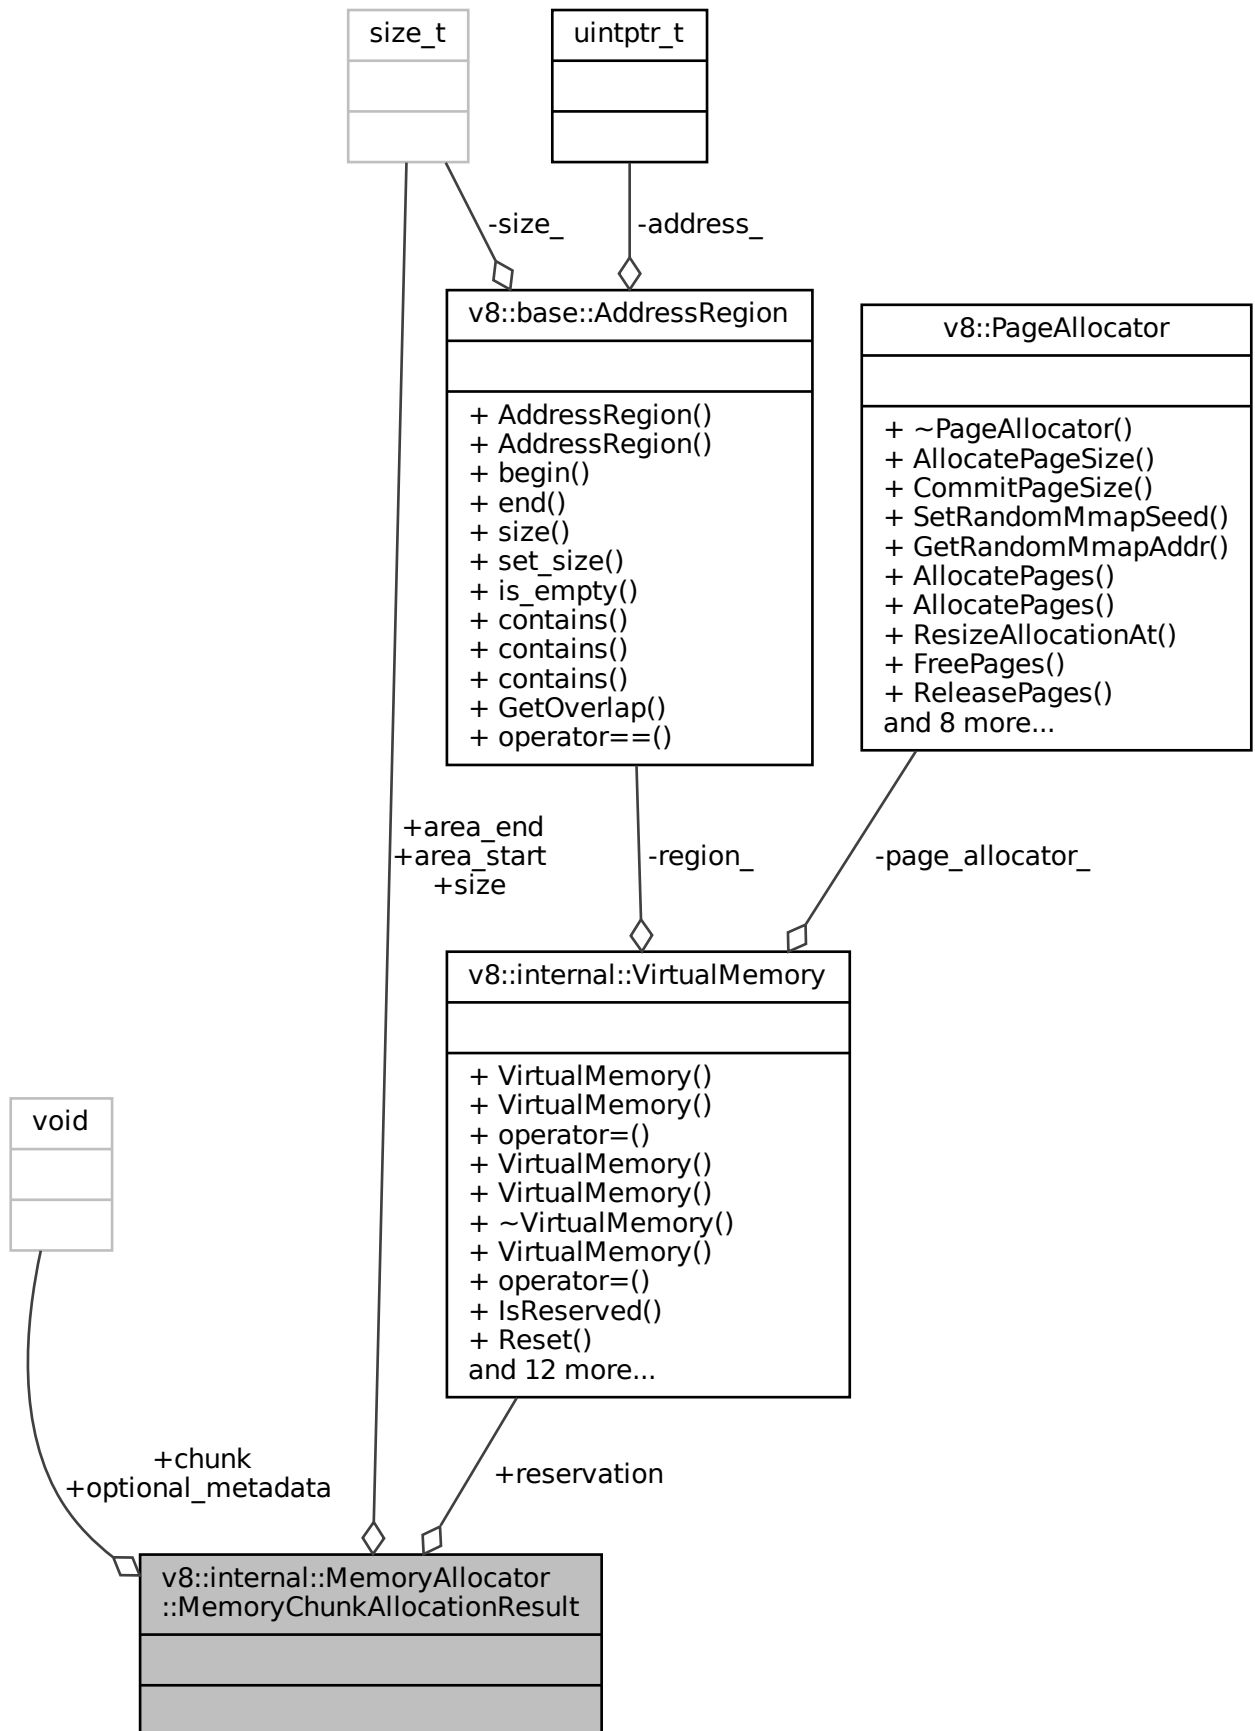 size_t
uintptr_t
-size_
-address_
v8::base::AddressRegion
+ AddressRegion()
+ AddressRegion()
+ begin()
+ end()
+ size()
+ set_size()
+ is_empty()
+ contains()
+ contains()
+ contains()
+ GetOverlap()
+ operator==()
v8::PageAllocator
+ ~PageAllocator()
+ AllocatePageSize()
+ CommitPageSize()
+ SetRandomMmapSeed()
+ GetRandomMmapAddr()
+ AllocatePages()
+ AllocatePages()
+ ResizeAllocationAt()
+ FreePages()
+ ReleasePages()
and 8 more...
+area_end
+area_start
+size
-region_
-page_allocator_
v8::internal::VirtualMemory
+ VirtualMemory()
+ VirtualMemory()
+ operator=()
+ VirtualMemory()
+ VirtualMemory()
+ ~VirtualMemory()
+ VirtualMemory()
+ operator=()
+ IsReserved()
+ Reset()
and 12 more...
void
+chunk
+optional_metadata
+reservation
v8::internal::MemoryAllocator
::MemoryChunkAllocationResult